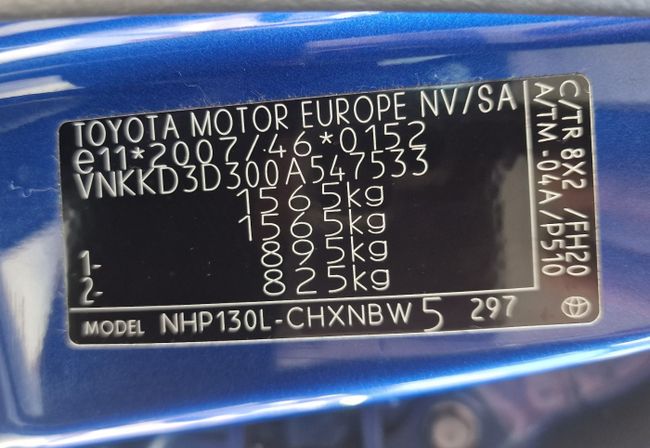 TOYOTA MOTOR EUROPE NV/SA
e11*2007/46*0152
VNKKD3D300A547533
1565kg
1565kg
1- 895kg
2- 825kg
MODEL NHP130L-CHXNBW 5 297
C/TR 8X2 /FH20
A/TM -04A/P510